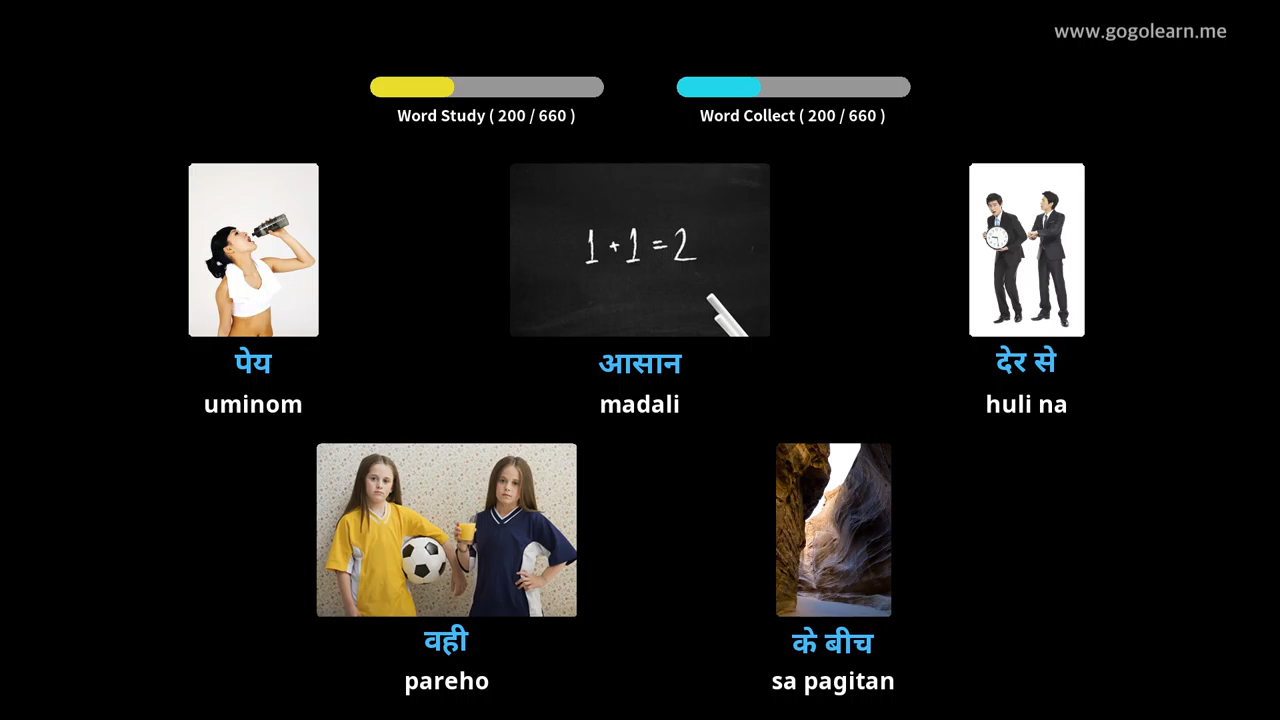 www.gogolearn.me
Word Study ( 200 / 660 )
Word Collect ( 200 / 660 )
1 + 1 = 2
पेय
uminom
आसान
madali
देर से
huli na
वही
pareho
के बीच
sa pagitan